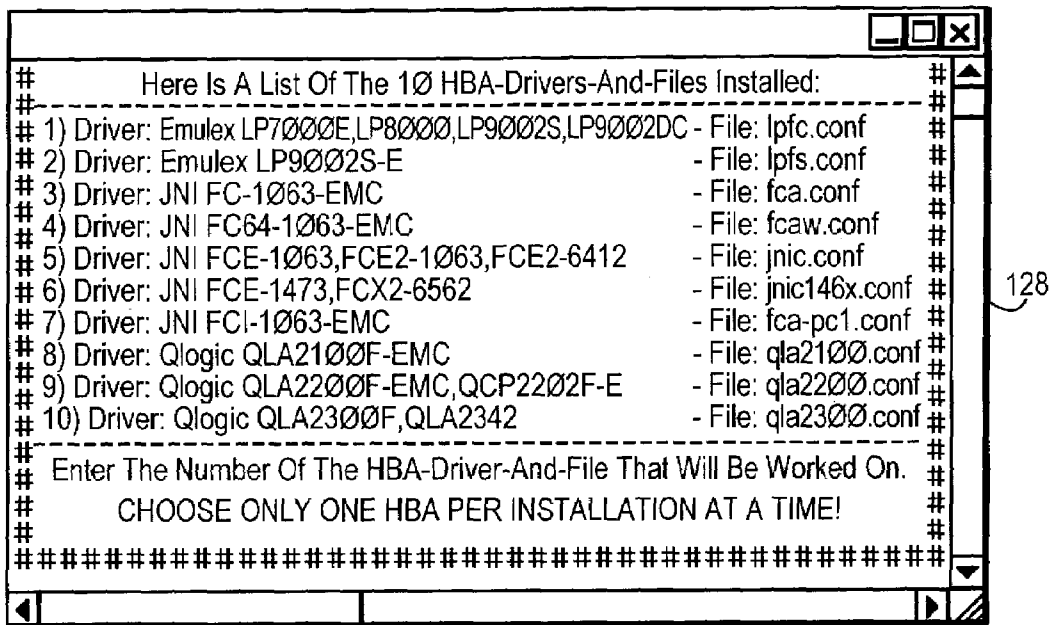 # Here Is A List Of The 1Ø HBA-Drivers-And-Files Installed: #
#--------------------------------------------------#
# 1) Driver: Emulex LP7ØØØE,LP8ØØØ,LP9ØØ2S,LP9ØØ2DC - File: lpfc.conf #
# 2) Driver: Emulex LP9ØØ2S-E - File: lpfs.conf #
# 3) Driver: JNI FC-1Ø63-EMC - File: fca.conf #
# 4) Driver: JNI FC64-1Ø63-EMC - File: fcaw.conf #
# 5) Driver: JNI FCE-1Ø63,FCE2-1Ø63,FCE2-6412 - File: jnic.conf #
# 6) Driver: JNI FCE-1473,FCX2-6562 - File: jnic146x.conf #
# 7) Driver: JNI FCI-1Ø63-EMC - File: fca-pc1.conf #
# 8) Driver: Qlogic QLA21ØØF-EMC - File: qla21ØØ.conf #
# 9) Driver: Qlogic QLA22ØØF-EMC,QCP22Ø2F-E - File: qla22ØØ.conf #
# 10) Driver: Qlogic QLA23ØØF,QLA2342 - File: qla23ØØ.conf #
#--------------------------------------------------#
# Enter The Number Of The HBA-Driver-And-File That Will Be Worked On. #
# CHOOSE ONLY ONE HBA PER INSTALLATION AT A TIME! #
########################################
128